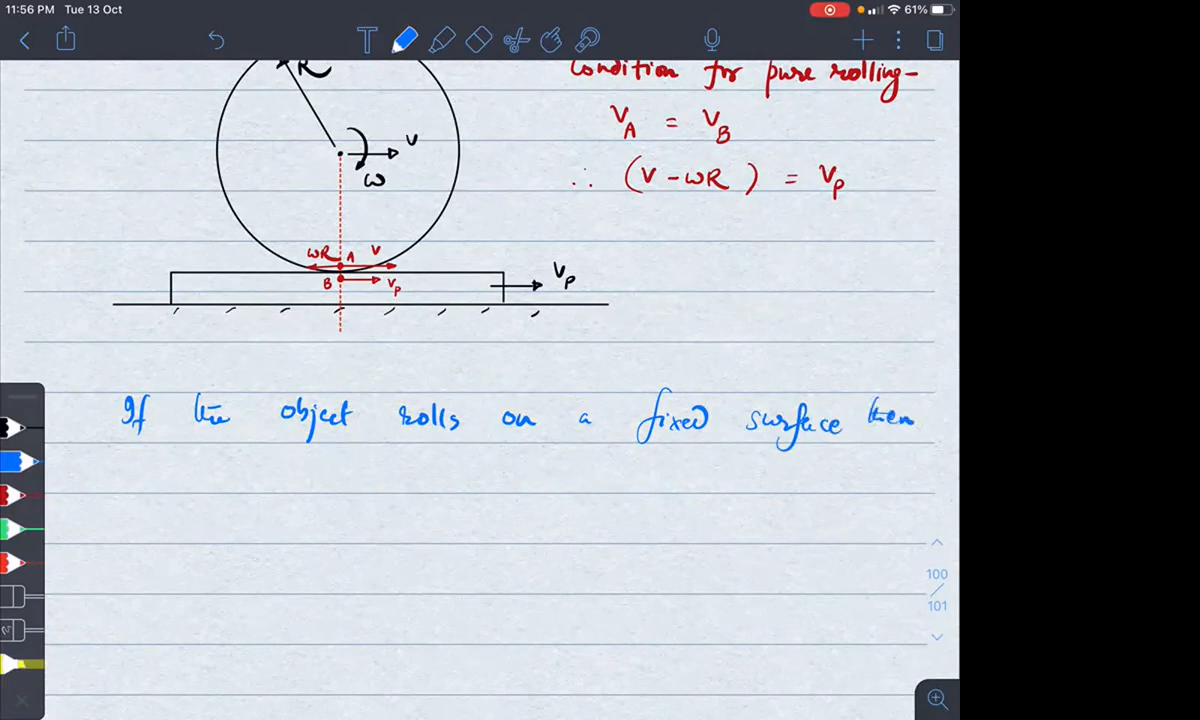 11:56 PM Tue 13 Oct
61%
R
condition for pure rolling-
V_A = V_B
∴ (V - ωR) = V_p
V
ω
ωR A V
B V_p
V_p
If the object rolls on a fixed surface then
100
101